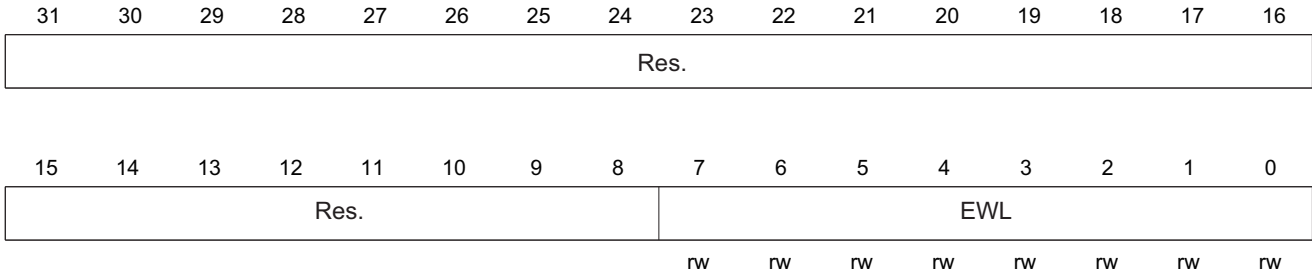 31 30 29 28 27 26 25 24 23 22 21 20 19 18 17 16
Res.
15 14 13 12 11 10 9 8 7 6 5 4 3 2 1 0
Res. EWL
rw rw rw rw rw rw rw rw